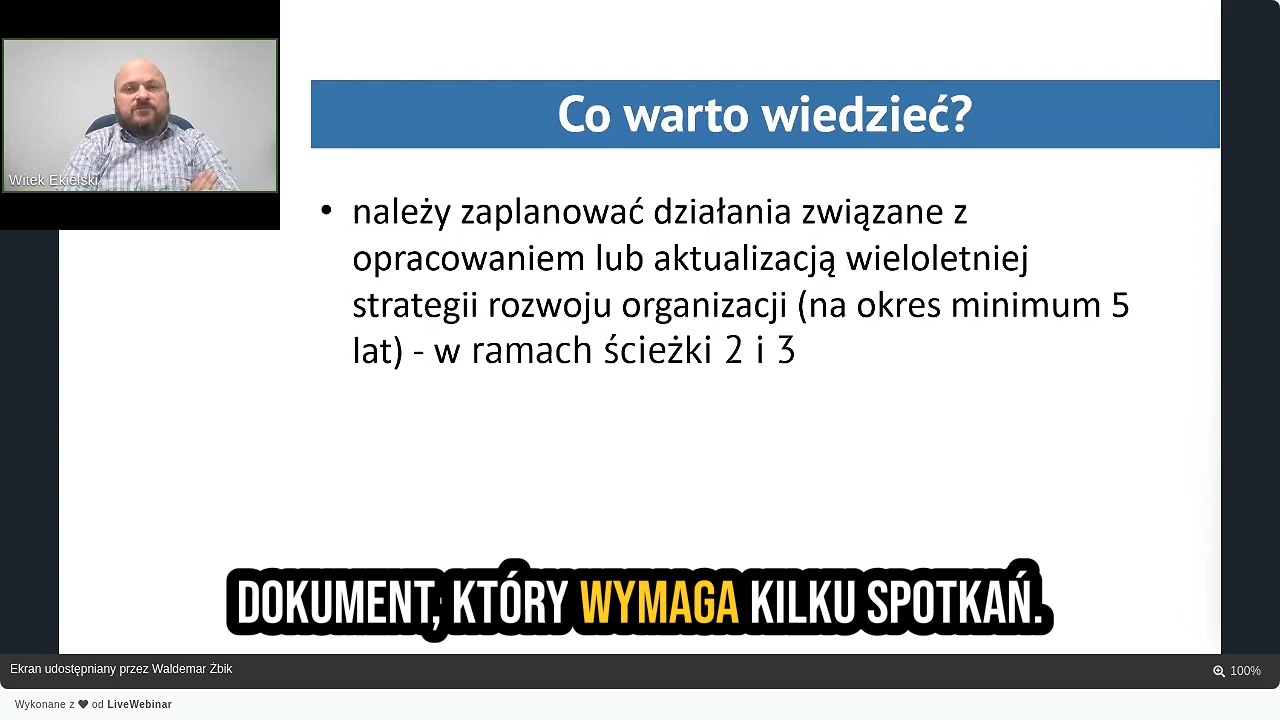 Witek Ekielski
Co warto wiedzieć?
• należy zaplanować działania związane z
opracowaniem lub aktualizacją wieloletniej
strategii rozwoju organizacji (na okres minimum 5
lat) - w ramach ścieżki 2 i 3
DOKUMENT, KTÓRY WYMAGA KILKU SPOTKAŃ.
Ekran udostępniany przez Waldemar Żbik
100%
Wykonane z ❤ od LiveWebinar